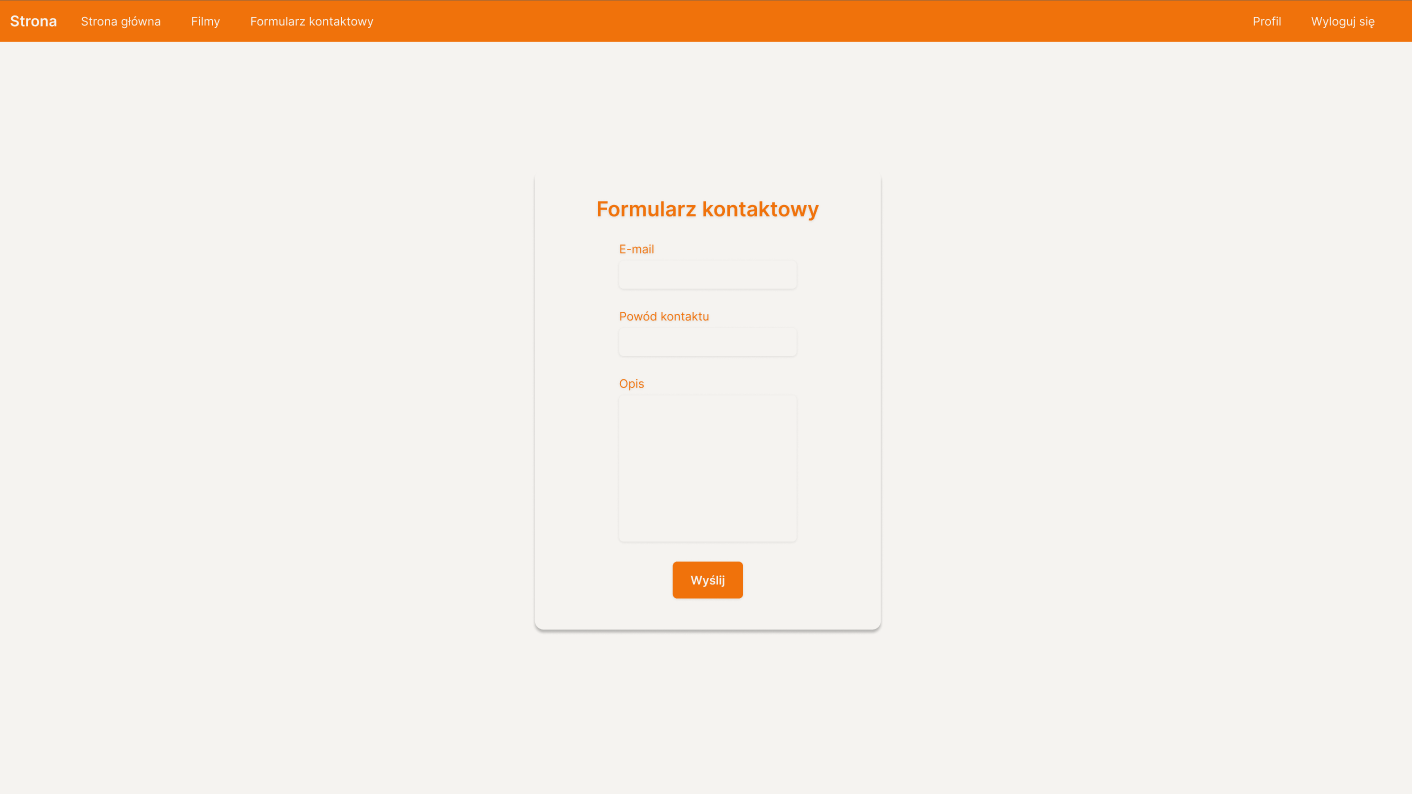 Strona Strona główna Filmy Formularz kontaktowy Profil Wyloguj się
Formularz kontaktowy
E-mail
Powód kontaktu
Opis
Wyślij